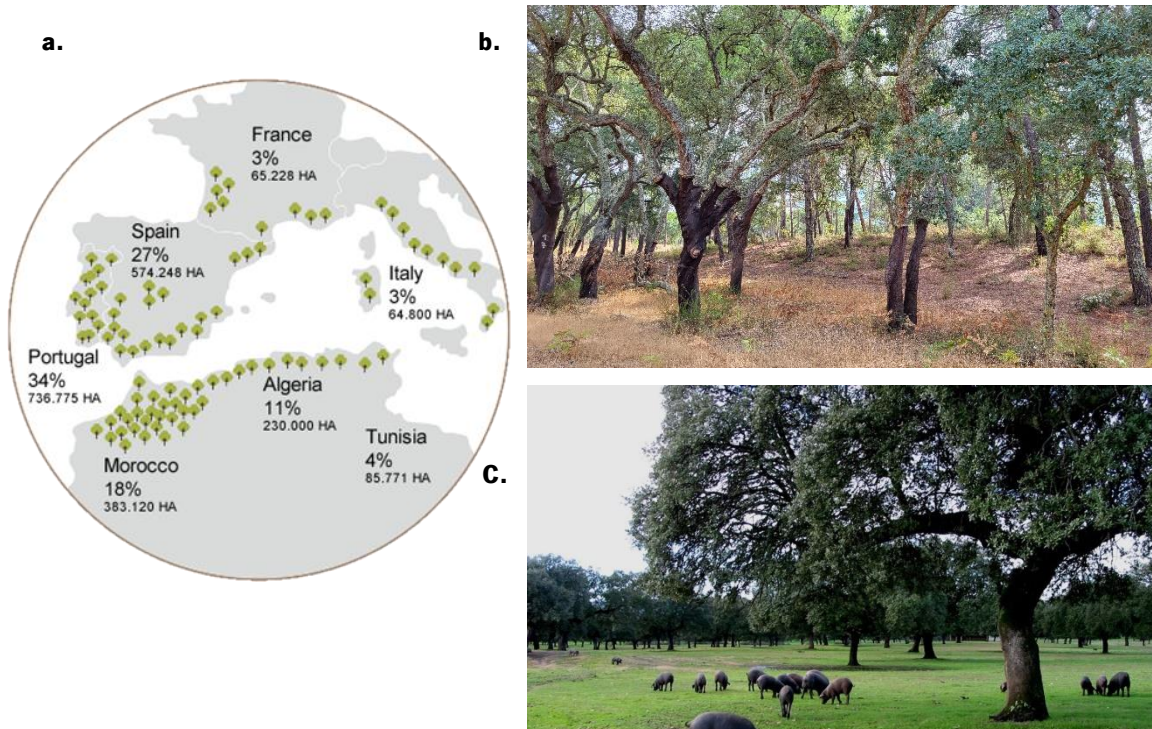 a.
France
3%
65.228 HA
Spain
27%
574.248 HA
Italy
3%
64.800 HA
Portugal
34%
736.775 HA
Algeria
11%
230.000 HA
Tunisia
4%
85.771 HA
Morocco
18%
383.120 HA
b.
C.